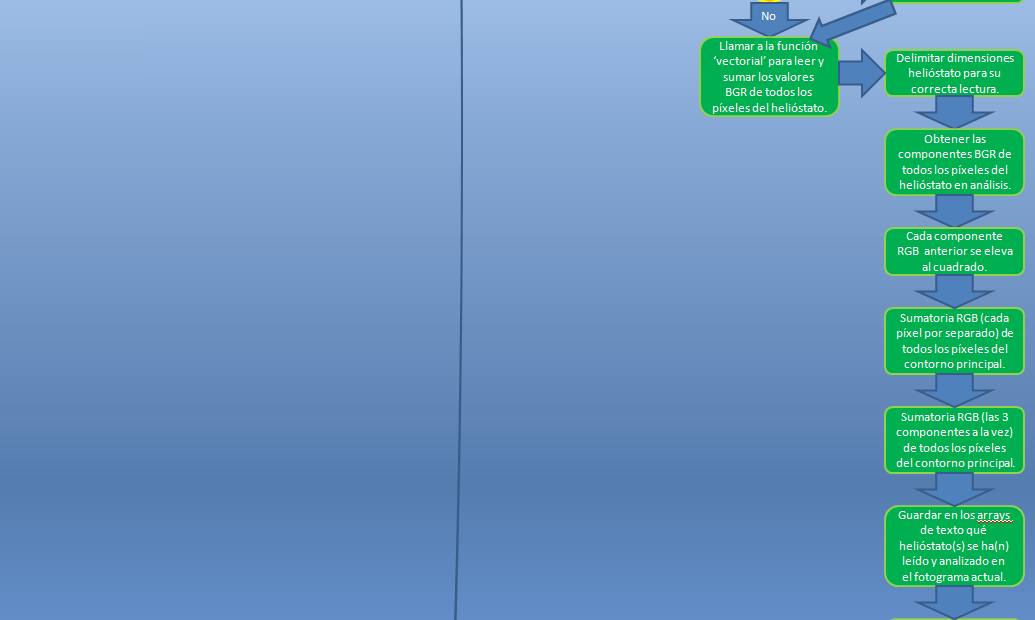 No
Llamar a la función
‘vectorial’ para leer y
sumar los valores
BGR de todos los
píxeles del helióstato.
Delimitar dimensiones
helióstato para su
correcta lectura.
Obtener las
componentes BGR de
todos los píxeles del
helióstato en análisis.
Cada componente
RGB anterior se eleva
al cuadrado.
Sumatoria RGB (cada
píxel por separado) de
todos los píxeles del
contorno principal.
Sumatoria RGB (las 3
componentes a la vez)
de todos los píxeles
del contorno principal.
Guardar en los arrays
de texto qué
helióstato(s) se ha(n)
leído y analizado en
el fotograma actual.